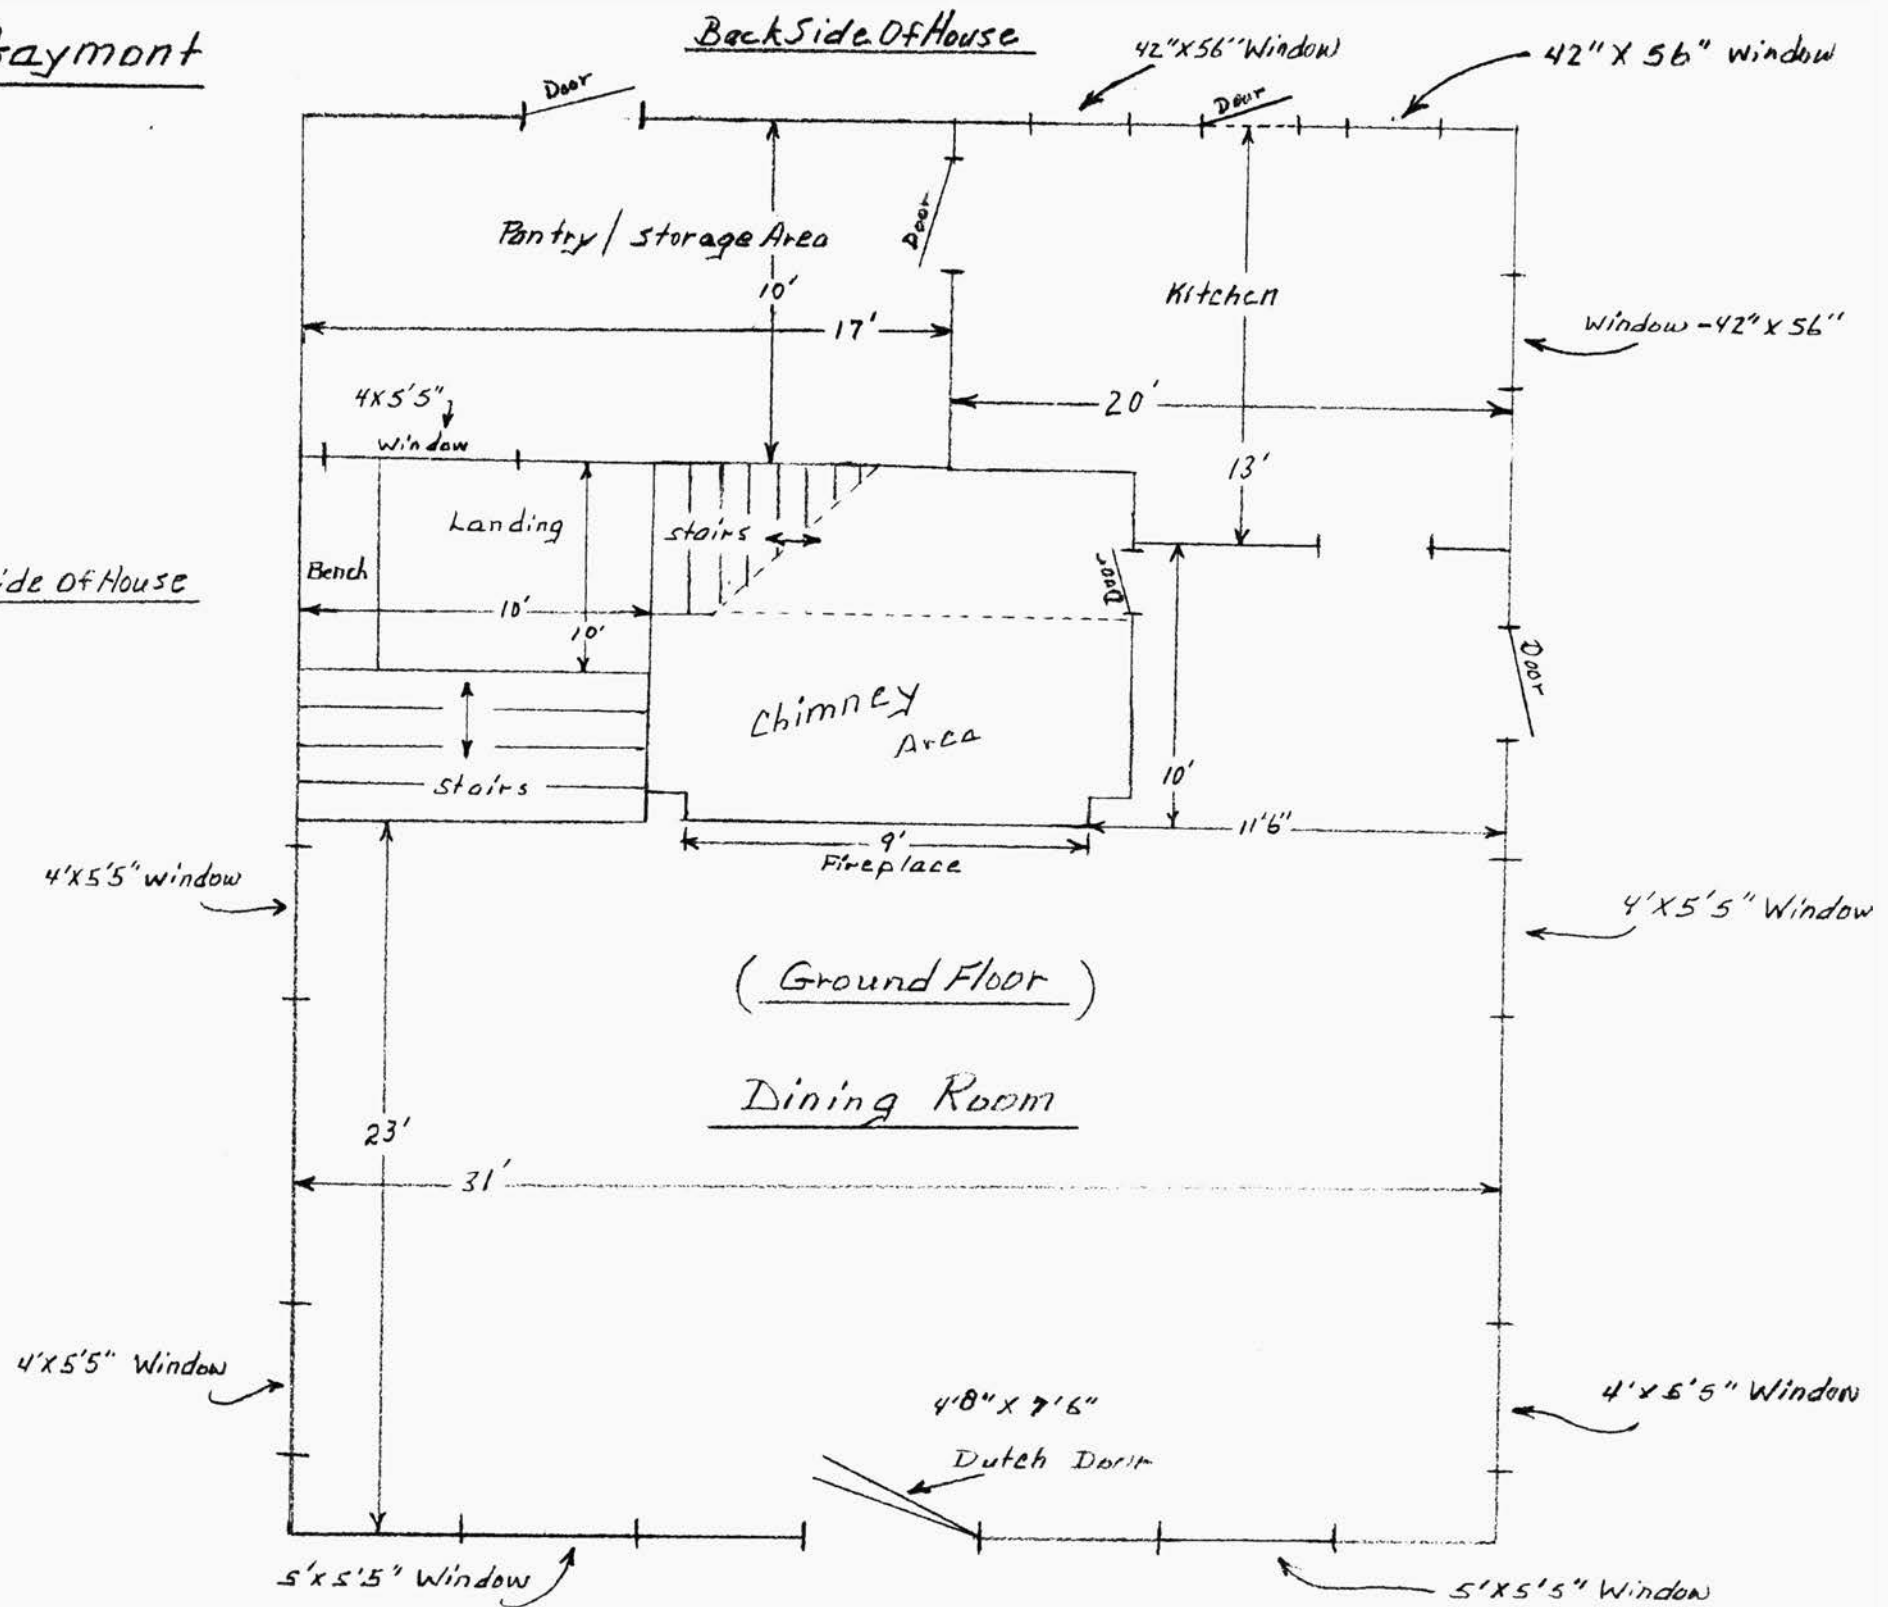 Back Side Of House
42"X56" Window
42" X 56" window
Door
Door
Door
Pantry / Storage Area
10'
17'
Kitchen
Window - 42" x 56"
20'
13'
4X5'5"
Window
Landing
Stairs
Bench
ide Of House
10'
10'
Door
Door
Chimney
Area
Stairs
10'
11'6"
9'
Fireplace
4'X5'5" Window
4'X5'5" Window
( Ground Floor )
Dining Room
23'
31'
4'X5'5" Window
4'8" X 7'6"
Dutch Door
4'X5'5" Window
5'X5'5" Window
5'X5'5" Window